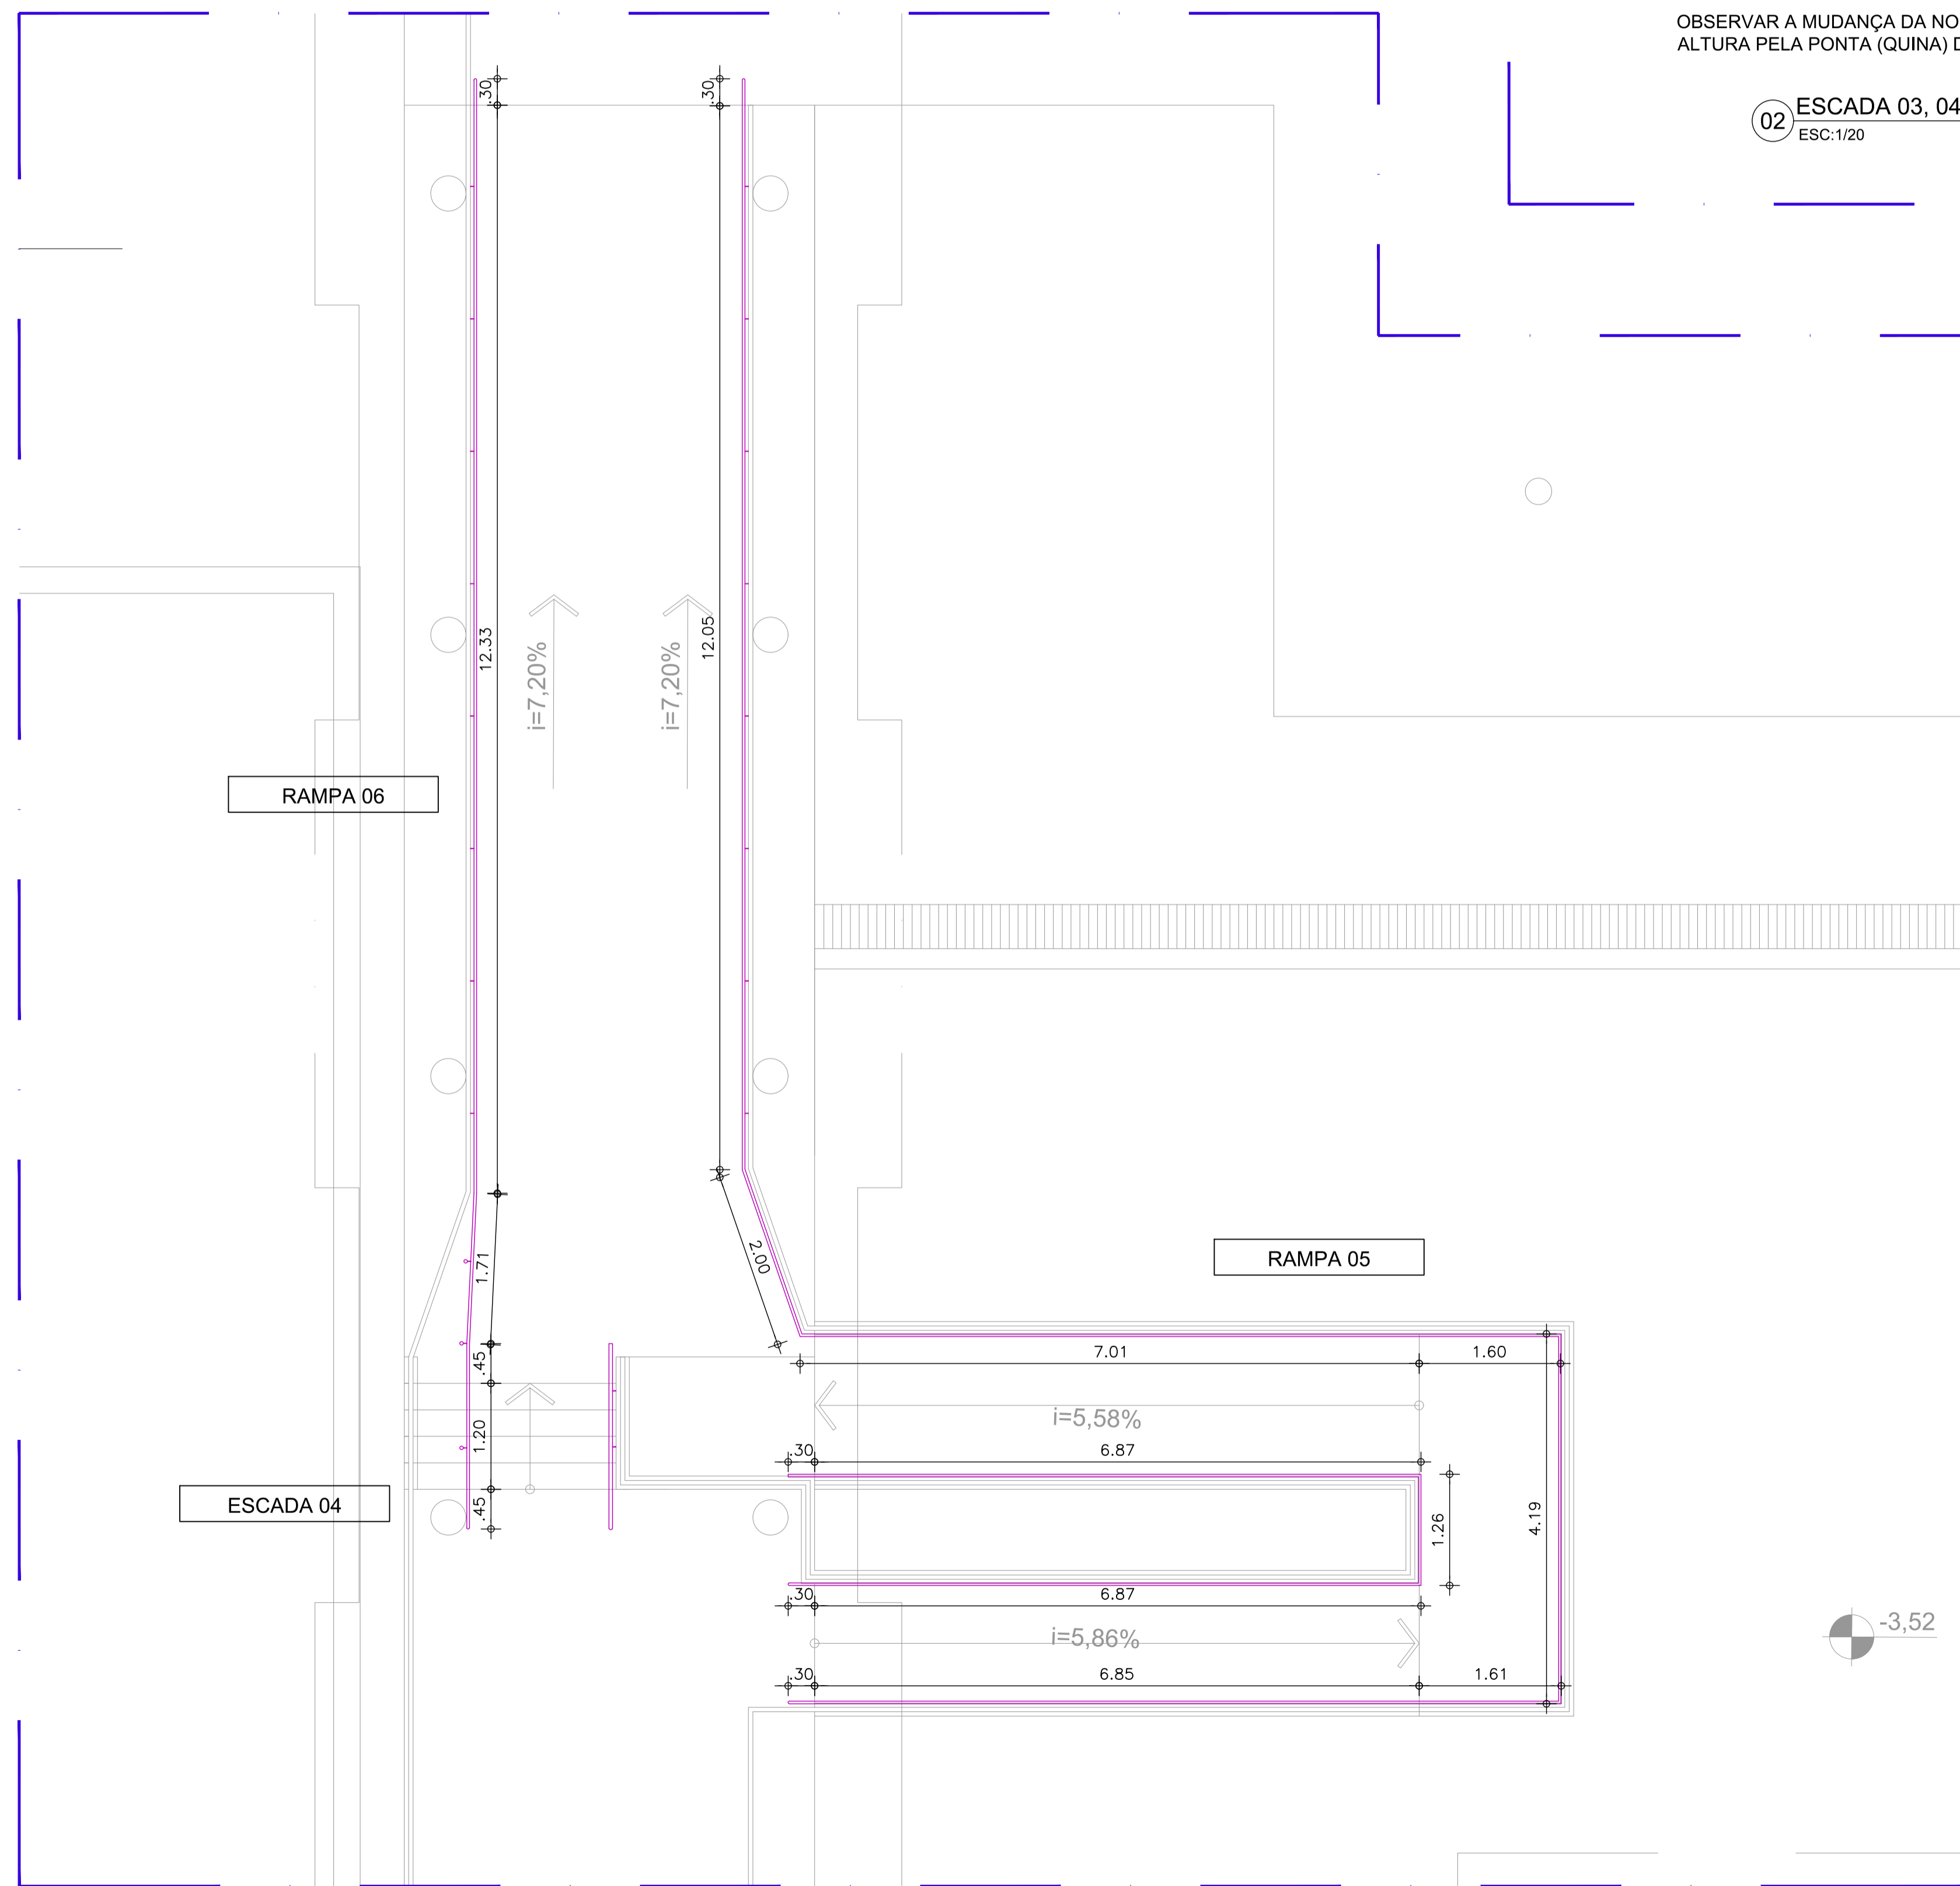 OBSERVAR A MUDANÇA DA NO
ALTURA PELA PONTA (QUINA) D
02
ESCADA 03, 04
ESC:1/20
.30
.30
12.33
i=7,20%
i=7,20%
12.05
RAMPA 06
1.71
2.00
RAMPA 05
.45
7.01
1.60
i=5,58%
1.20
.30
6.87
ESCADA 04
.45
1.26
4.19
.30
6.87
i=5,86%
-3,52
.30
6.85
1.61